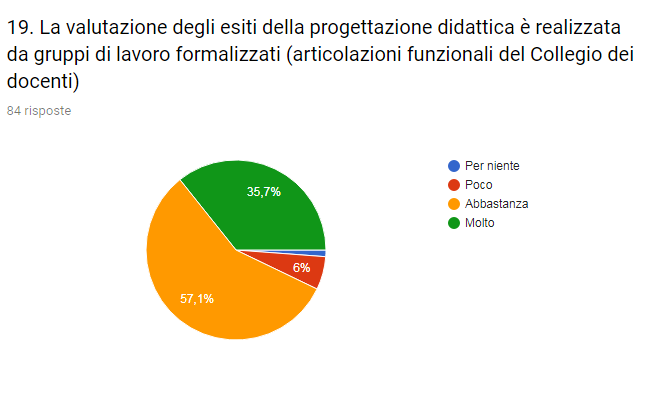 19. La valutazione degli esiti della progettazione didattica è realizzata
da gruppi di lavoro formalizzati (articolazioni funzionali del Collegio dei
docenti)
84 risposte
Per niente
Poco
Abbastanza
Molto
35,7%
6%
57,1%